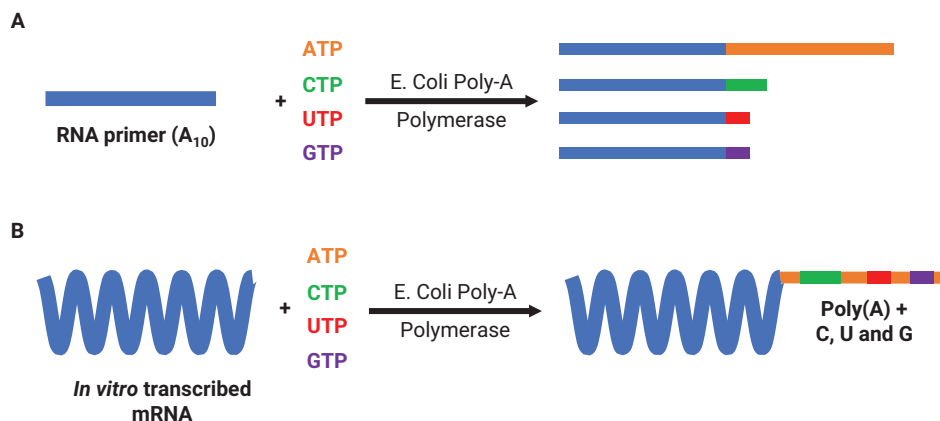 A
RNA primer (A₁₀)
+
ATP
CTP
UTP
GTP
E. Coli Poly-A
Polymerase
B
In vitro transcribed
mRNA
+
ATP
CTP
UTP
GTP
E. Coli Poly-A
Polymerase
Poly(A) +
C, U and G